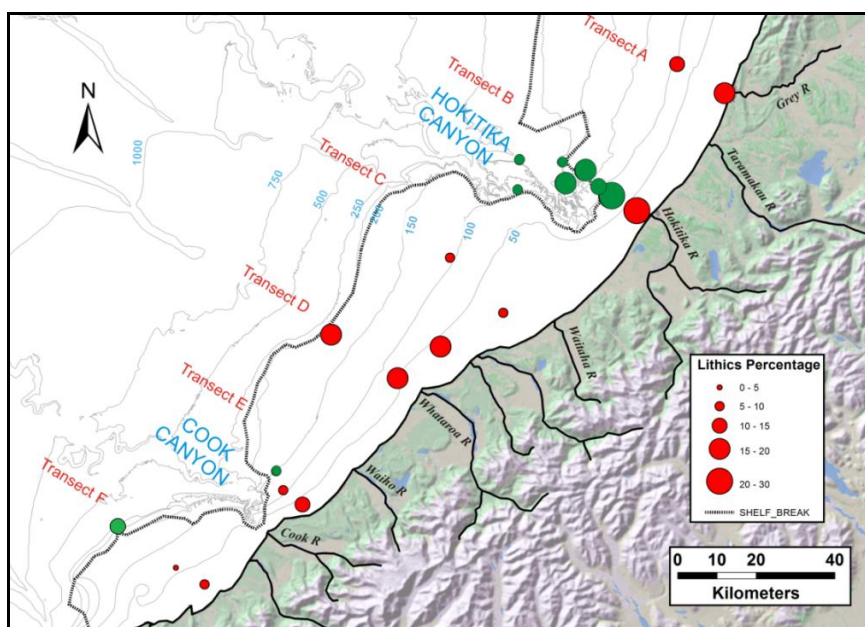 Transect A
Grey R
Transect B
N
HOKITIKA
CANYON
Taramakau R
1000
Transect C
750
500
250
200
150
100
50
Hokitika R
Transect D
Waitaha R
Lithics Percentage
0 - 5
5 - 10
10 - 15
15 - 20
20 - 30
SHELF_BREAK
Transect E
COOK
CANYON
Whataroa R
Waiho R
Transect F
Cook R
0 10 20 40
Kilometers